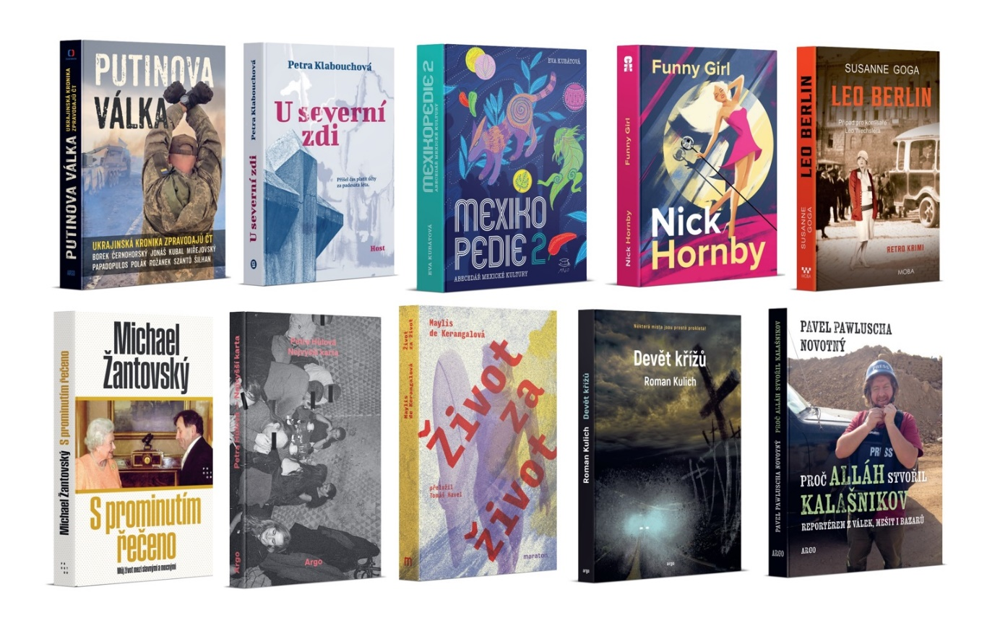 PUTINOVA
VÁLKA
UKRAJINSKÁ KRONIKA ZPRAVODAJŮ ČT
BOREK ČERNOHORSKÝ JONÁŠ KUBAL MIŘEJOVSKÝ
PAPADOPULOS POLÁK ROŽÁNEK SZÁNTÓ ŠILHAN
PUTINOVA VÁLKA
UKRAJINSKÁ KRONIKA
ZPRAVODAJŮ ČT
ARGO
Petra Klabouchová
U severní
zdi
Přišel čas platit účty
za padesátá léta.
Host
U severní zdi
Petra Klabouchová
EVA KUBÁTOVÁ
MEXIKO
PEDIE 2
ABECEDÁŘ MEXICKÉ KULTURY
ARGO
EVA KUBÁTOVÁ
MEXIKOPEDIE 2
ABECEDÁŘ MEXICKÉ KULTURY
Funny Girl
Nick
Hornby
Nick Hornby
Funny Girl
SUSANNE GOGA
LEO BERLIN
Případ pro komisaře
Leo Wechslera
RETRO KRIMI
MOBA
SUSANNE
GOGA
LEO BERLIN
MOBA
Michael
Žantovský
S prominutím
řečeno
Můj život mezi slavnými a mocnými
Michael Žantovský S prominutím řečeno
Petra Hůlová
Nejvyšší karta
Argo
Argo
Petra Hůlová
Nejvyšší karta
Maylis
de Kerangalová
Život
za
život
přeložil
Tomáš Havel
maraton
m
Maylis
de Kerangalová
Život
za život
Některá místa jsou prostě prokletá!
Devět křížů
Roman Kulich
argo
argo
Roman Kulich Devět křížů
PAVEL PAWLUSCHA
NOVOTNÝ
PRESS
PRESS
PROČ ALLÁH STVOŘIL
KALAŠNIKOV
REPORTÉREM Z VÁLEK, MEŠIT I BAZARŮ
ARGO
ARGO
PAVEL PAWLUSCHA NOVOTNÝ PROČ ALLÁH STVOŘIL KALAŠNIKOV